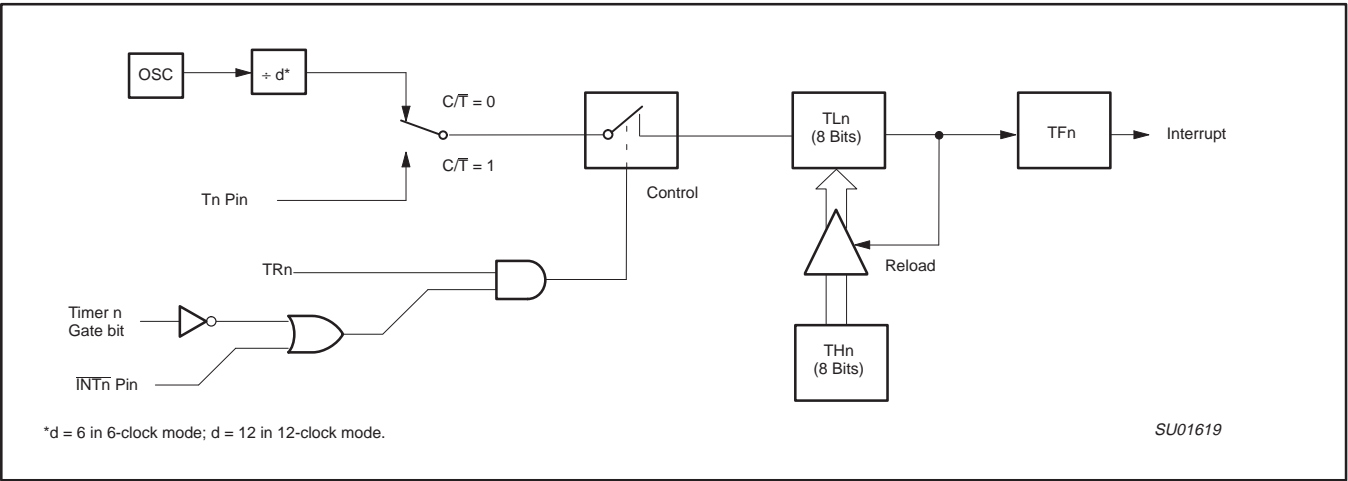 OSC
÷ d*
C/T̅ = 0
C/T̅ = 1
Tn Pin
Control
TLn
(8 Bits)
TFn
Interrupt
Reload
TRn
Timer n
Gate bit
I̅N̅T̅n̅ Pin
THn
(8 Bits)
*d = 6 in 6-clock mode; d = 12 in 12-clock mode.
SU01619